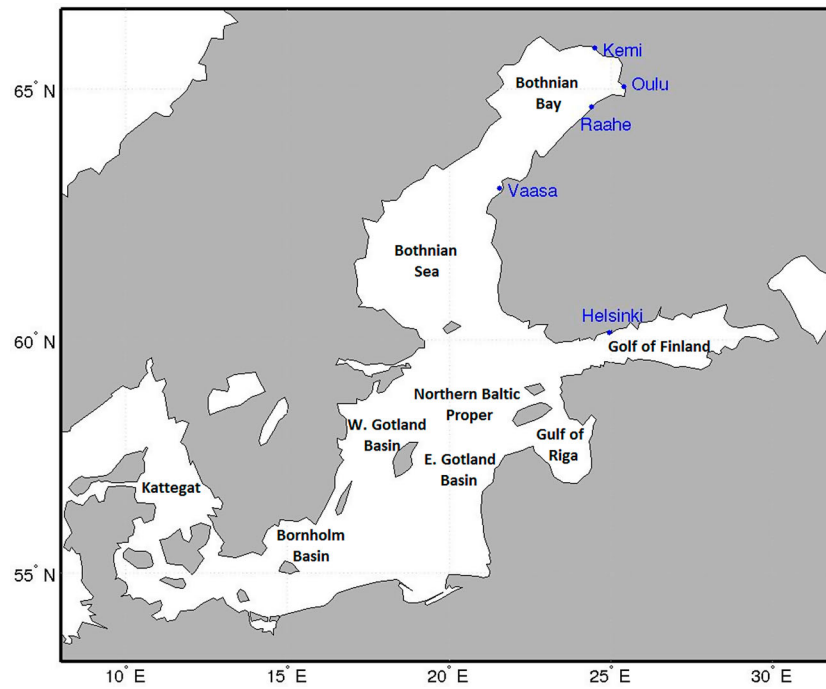 Kemi
Bothnian
Bay
65° N
Oulu
Raahe
Vaasa
Bothnian
Sea
Helsinki
60° N
Golf of Finland
Northern Baltic
Proper
W. Gotland
Basin
Gulf of
Riga
E. Gotland
Basin
Kattegat
Bornholm
Basin
55° N
10° E
15° E
20° E
25° E
30° E